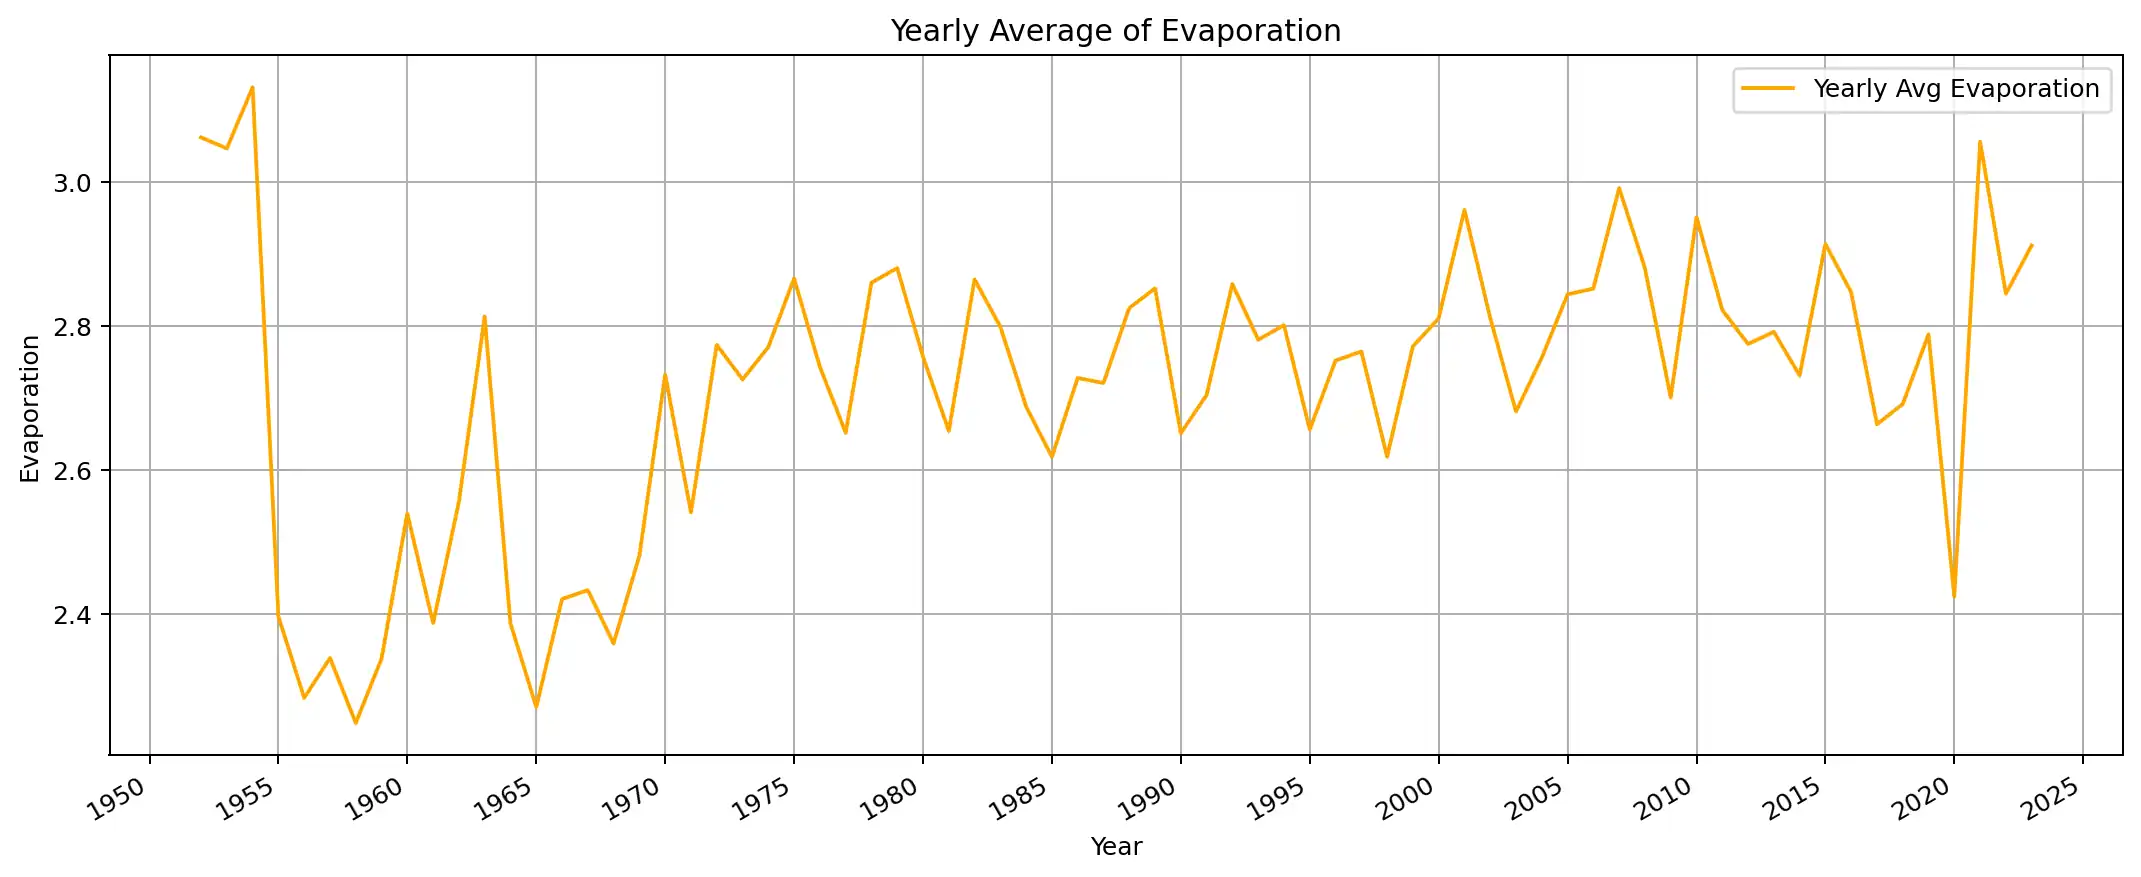 Yearly Average of Evaporation
Yearly Avg Evaporation
Evaporation
3.0
2.8
2.6
2.4
1950 1955 1960 1965 1970 1975 1980 1985 1990 1995 2000 2005 2010 2015 2020 2025
Year